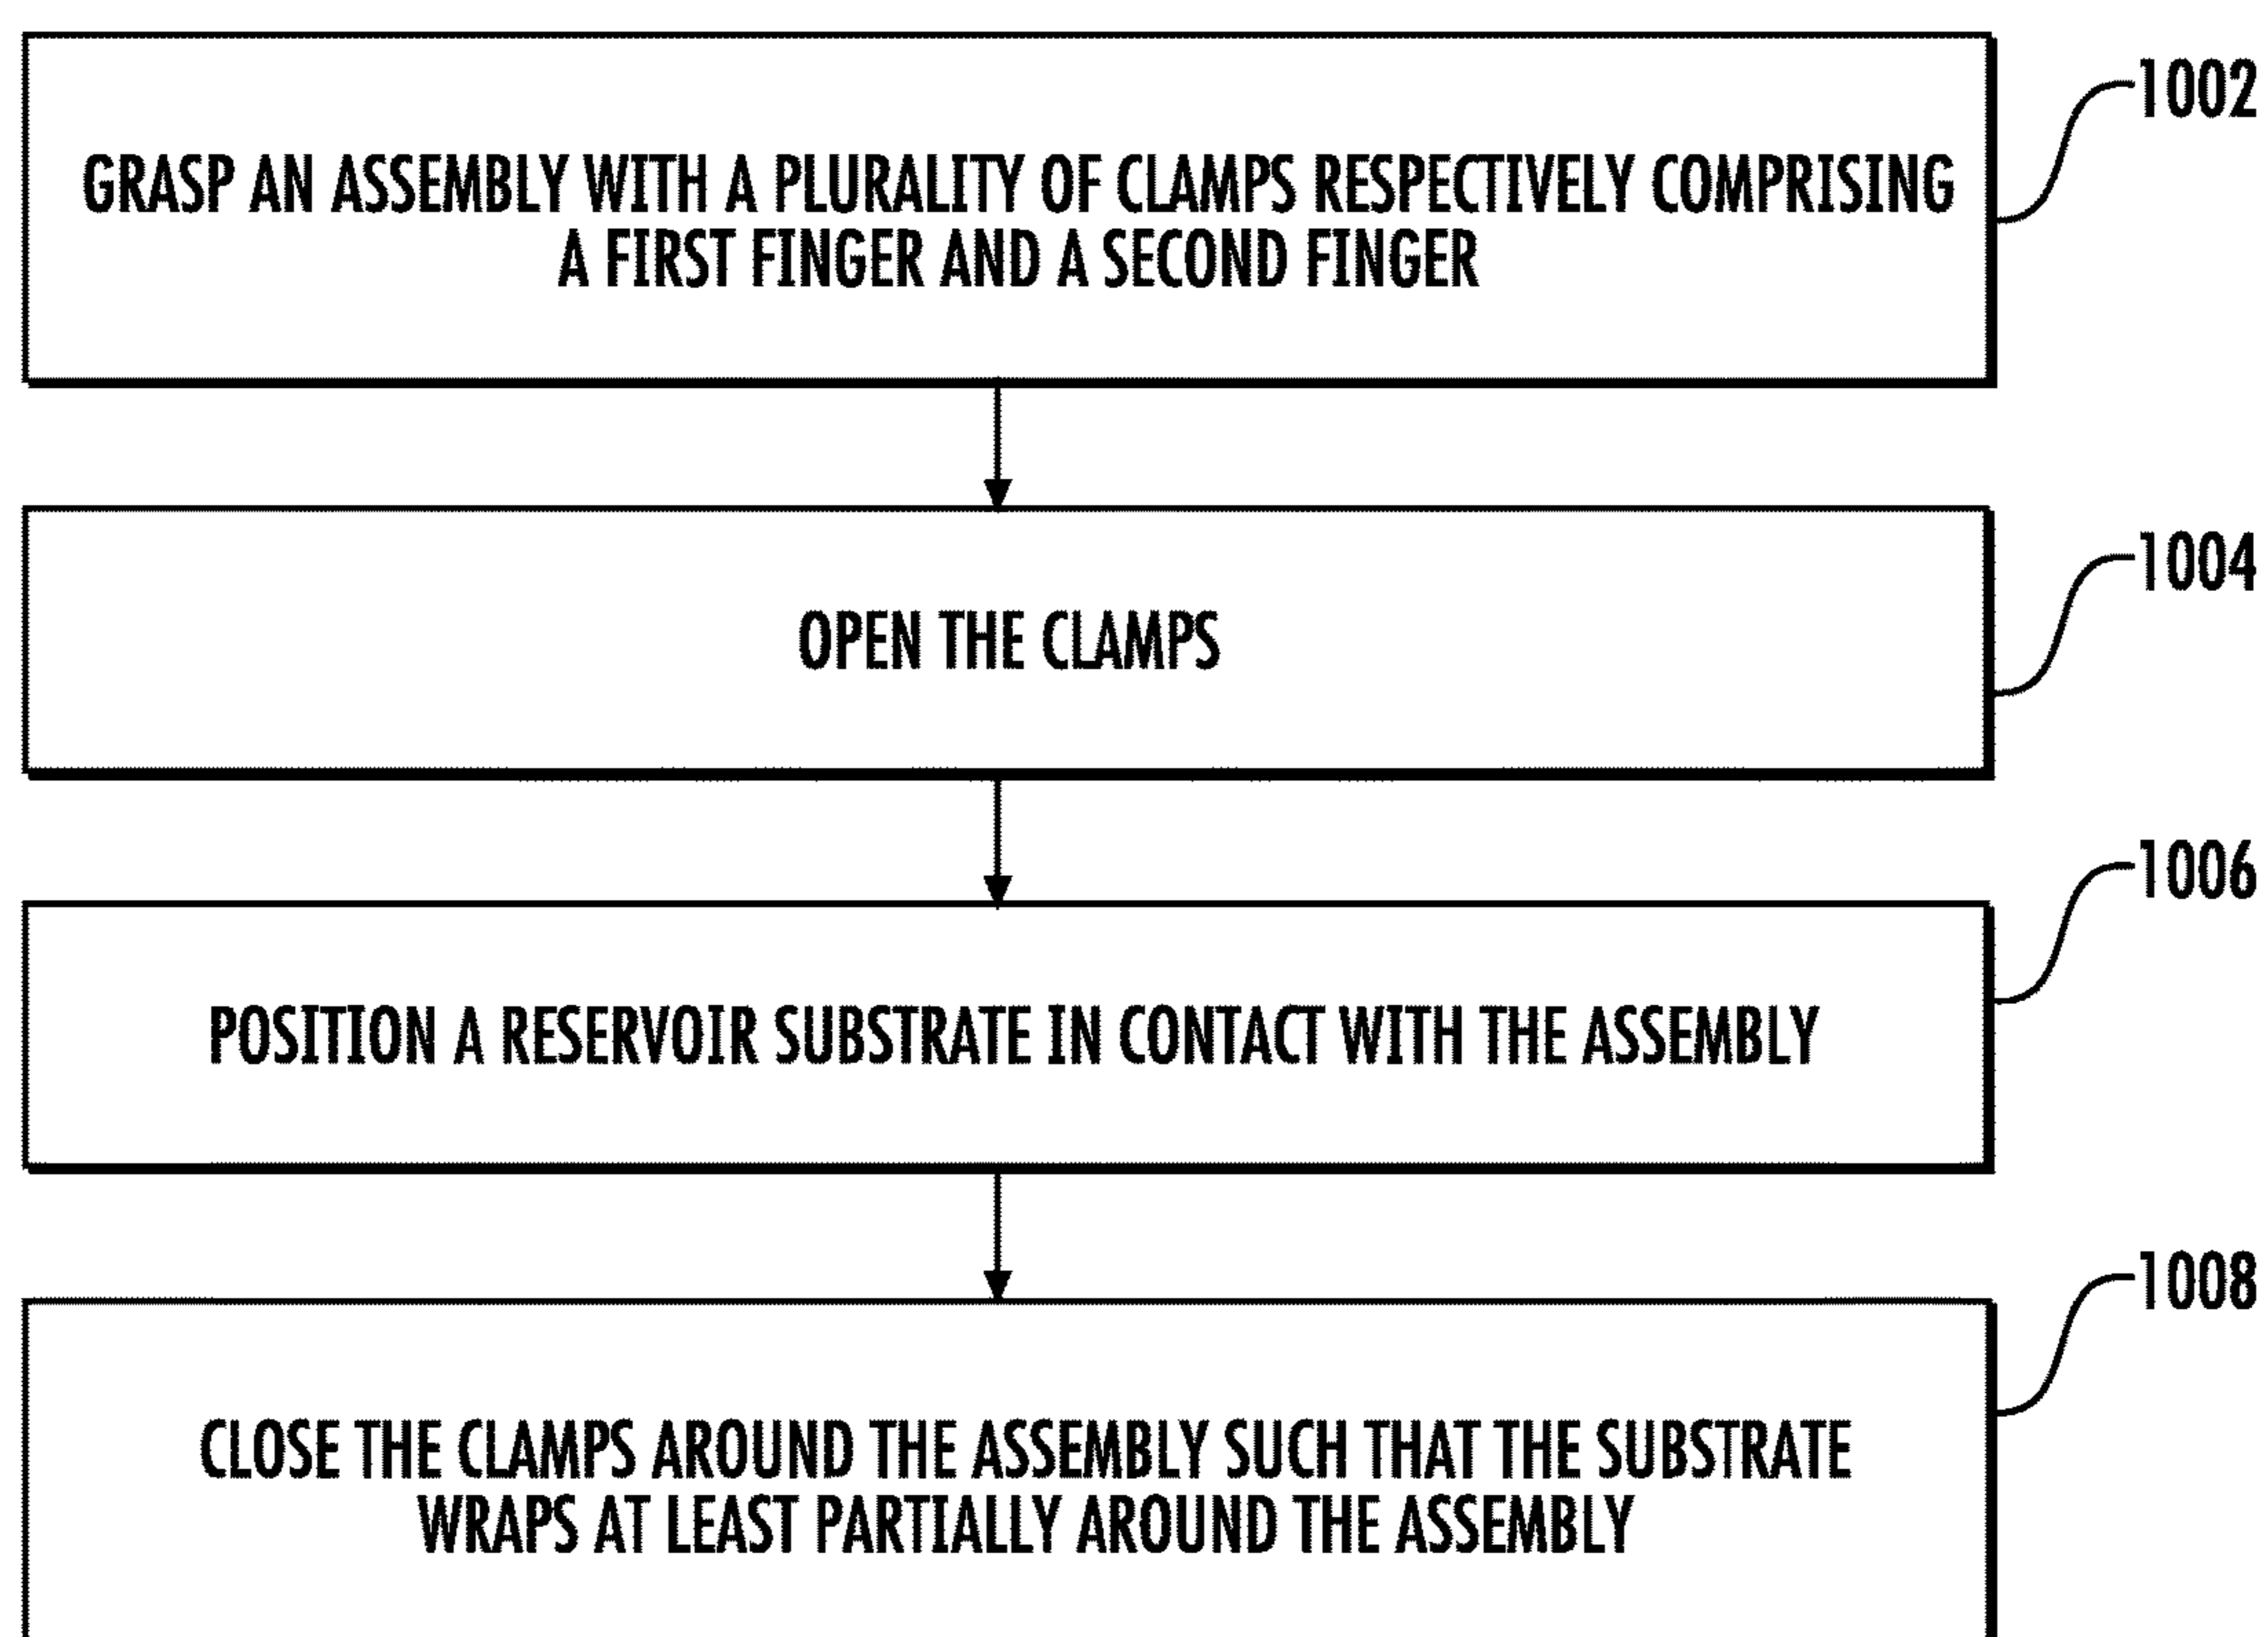 1002
GRASP AN ASSEMBLY WITH A PLURALITY OF CLAMPS RESPECTIVELY COMPRISING
A FIRST FINGER AND A SECOND FINGER
1004
OPEN THE CLAMPS
1006
POSITION A RESERVOIR SUBSTRATE IN CONTACT WITH THE ASSEMBLY
1008
CLOSE THE CLAMPS AROUND THE ASSEMBLY SUCH THAT THE SUBSTRATE
WRAPS AT LEAST PARTIALLY AROUND THE ASSEMBLY